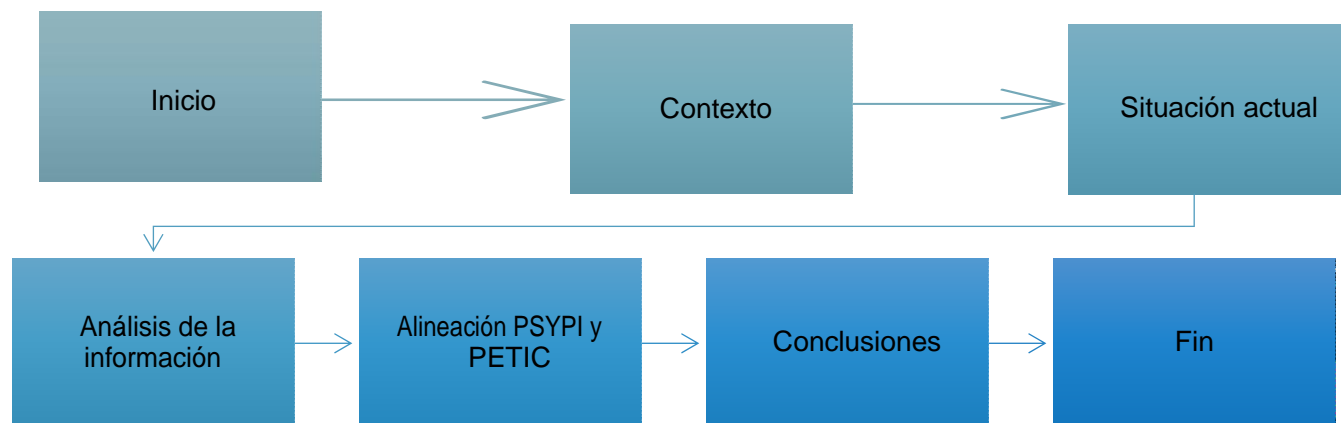 Inicio
Contexto
Situación actual
Análisis de la
información
Alineación PSYPI y
PETIC
Conclusiones
Fin